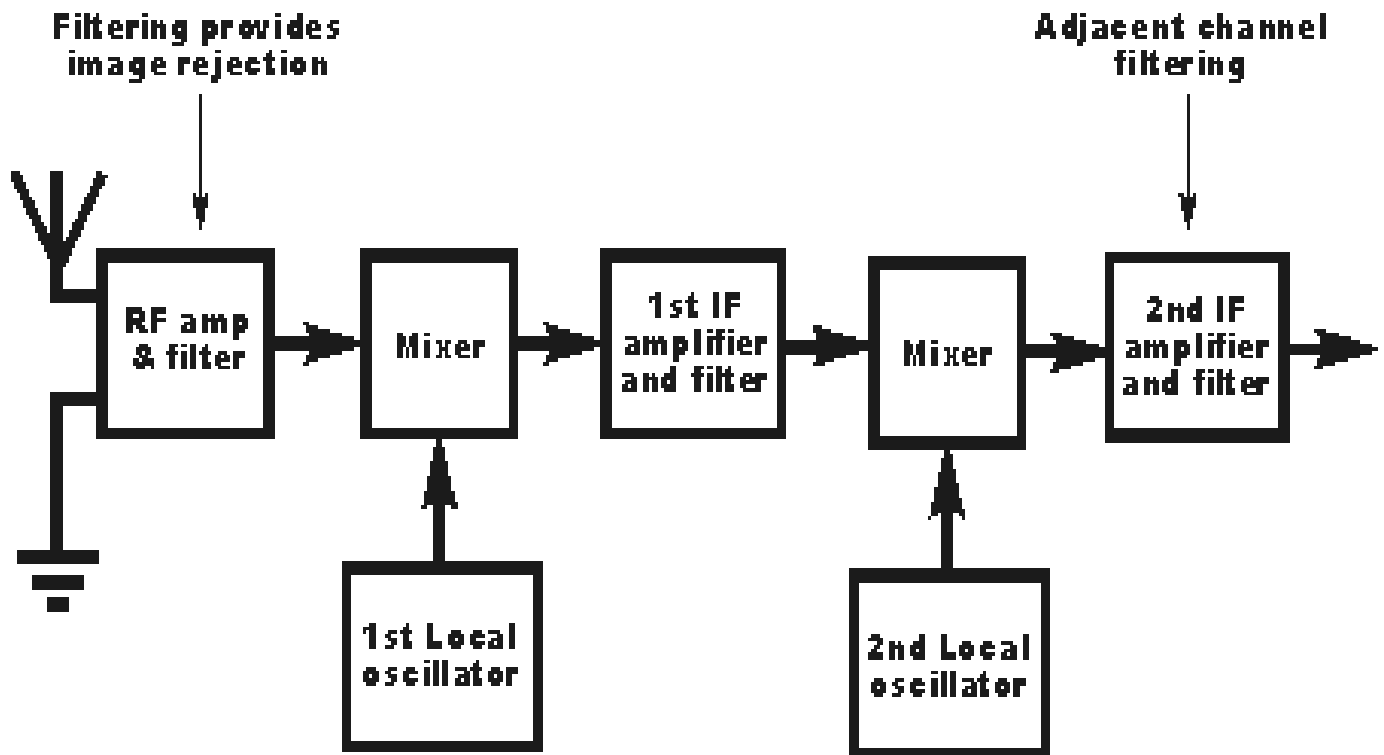 Filtering provides
image rejection
Adjacent channel
filtering
RF amp
& filter
Mixer
1st IF
amplifier
and filter
Mixer
2nd IF
amplifier
and filter
1st Local
oscillator
2nd Local
oscillator